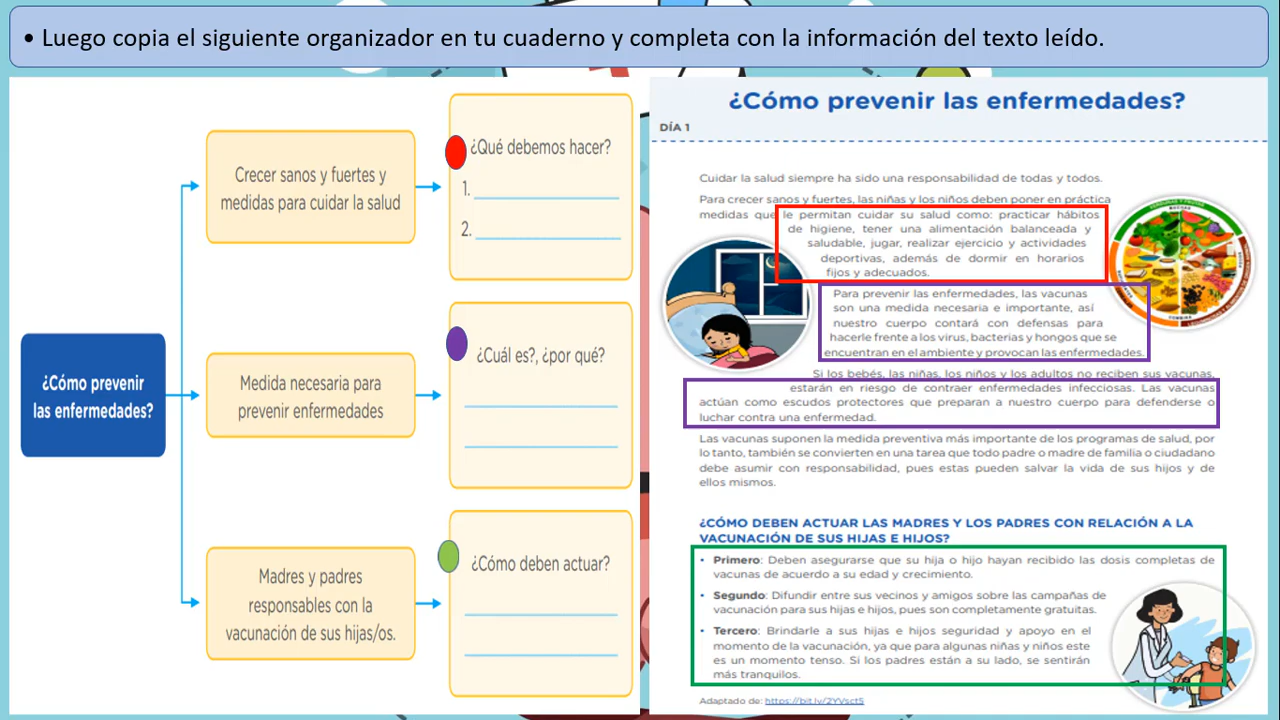 • Luego copia el siguiente organizador en tu cuaderno y completa con la información del texto leído.
¿Cómo prevenir
las enfermedades?
Crecer sanos y fuertes y
medidas para cuidar la salud
¿Qué debemos hacer?
1.
2.
Medida necesaria para
prevenir enfermedades
¿Cuál es?, ¿por qué?
Madres y padres
responsables con la
vacunación de sus hijas/os.
¿Cómo deben actuar?
¿Cómo prevenir las enfermedades?
DÍA 1
Cuidar la salud siempre ha sido una responsabilidad de todas y todos.
Para crecer sanos y fuertes, las niñas y los niños deben poner en práctica
medidas que le permitan cuidar su salud como: practicar hábitos
de higiene, tener una alimentación balanceada y
saludable, jugar, realizar ejercicio y actividades
deportivas, además de dormir en horarios
fijos y adecuados.
Para prevenir las enfermedades, las vacunas
son una medida necesaria e importante, así
nuestro cuerpo contará con defensas para
hacerle frente a los virus, bacterias y hongos que se
encuentran en el ambiente y provocan las enfermedades.
Si los bebés, las niñas, los niños y los adultos no reciben sus vacunas,
estarán en riesgo de contraer enfermedades infecciosas. Las vacunas
actúan como escudos protectores que preparan a nuestro cuerpo para defenderse o
luchar contra una enfermedad.
Las vacunas suponen la medida preventiva más importante de los programas de salud, por
lo tanto, también se convierten en una tarea que todo padre o madre de familia o ciudadano
debe asumir con responsabilidad, pues estas pueden salvar la vida de sus hijos y de
ellos mismos.
¿CÓMO DEBEN ACTUAR LAS MADRES Y LOS PADRES CON RELACIÓN A LA
VACUNACIÓN DE SUS HIJAS E HIJOS?
• Primero: Deben asegurarse que su hija o hijo hayan recibido las dosis completas de
vacunas de acuerdo a su edad y crecimiento.
• Segundo: Difundir entre sus vecinos y amigos sobre las campañas de
vacunación para sus hijas e hijos, pues son completamente gratuitas.
• Tercero: Brindarle a sus hijas e hijos seguridad y apoyo en el
momento de la vacunación, ya que para algunas niñas y niños este
es un momento tenso. Si los padres están a su lado, se sentirán
más tranquilos.
Adaptado de: https://bit.ly/2YVsct5